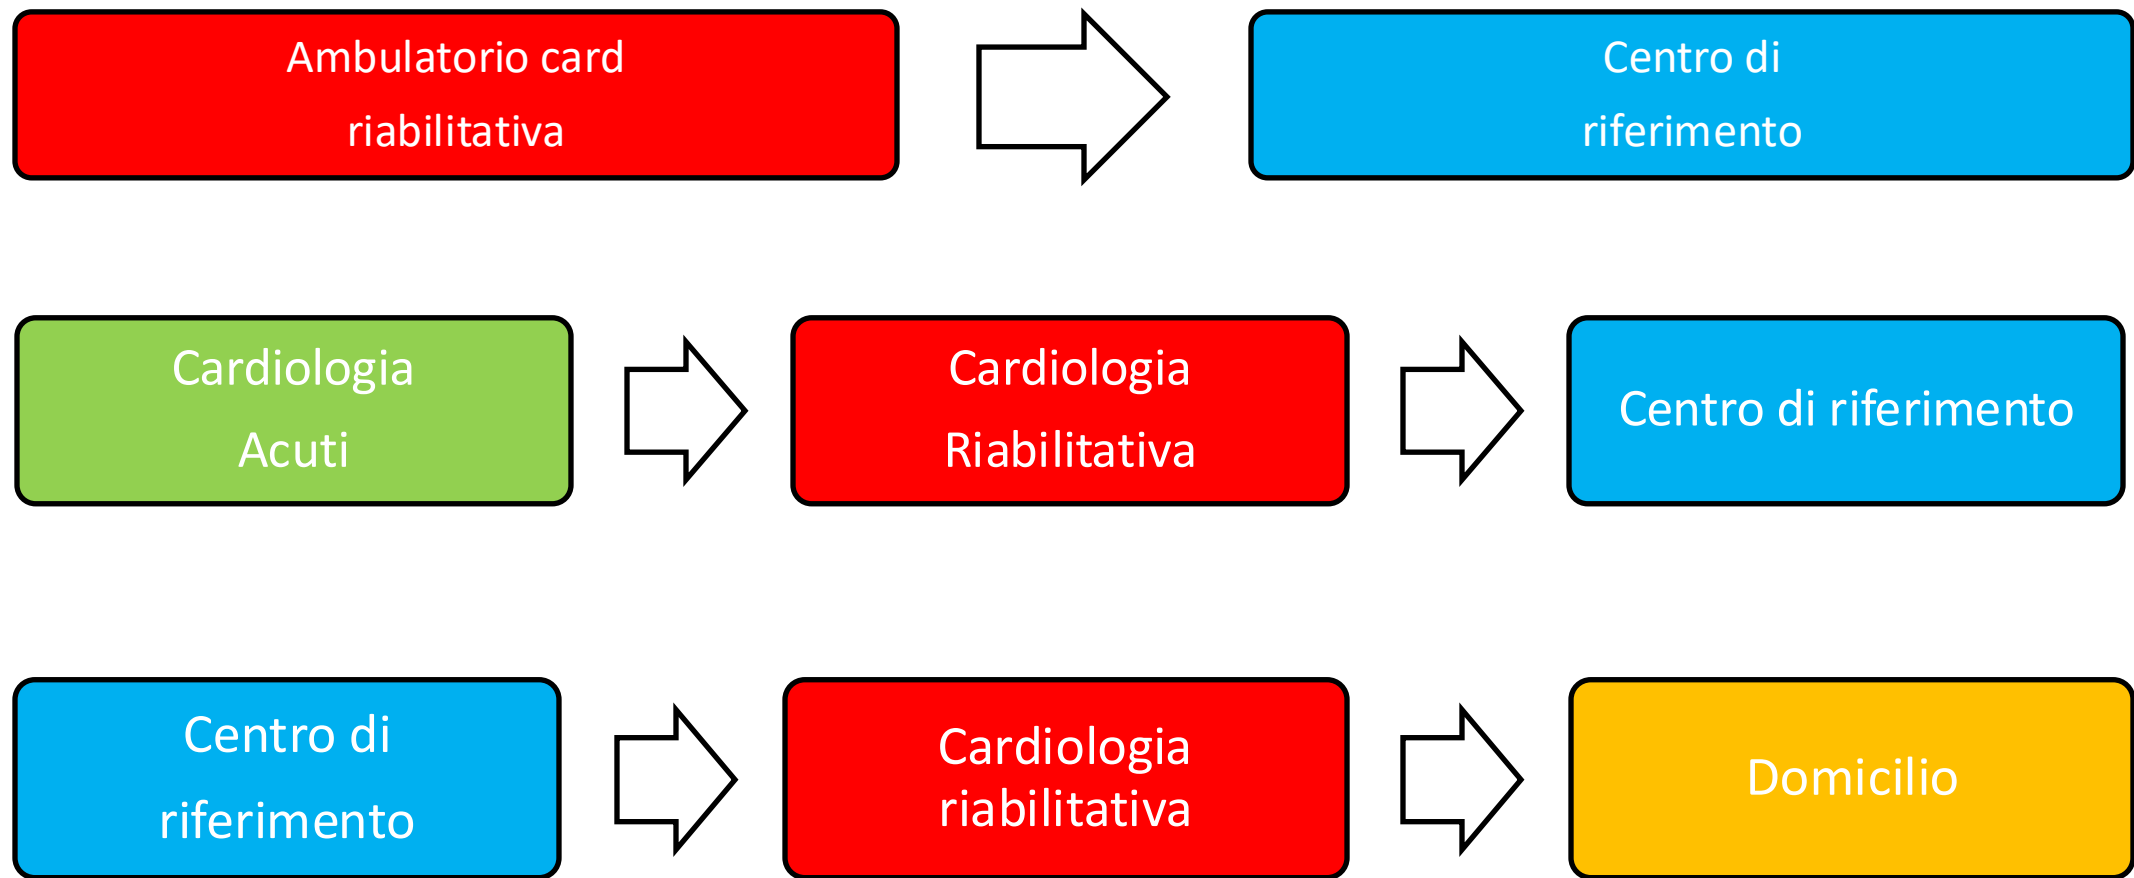 Ambulatorio card
riabilitativa
Centro di
riferimento
Cardiologia
Acuti
Cardiologia
Riabilitativa
Centro di riferimento
Centro di
riferimento
Cardiologia
riabilitativa
Domicilio